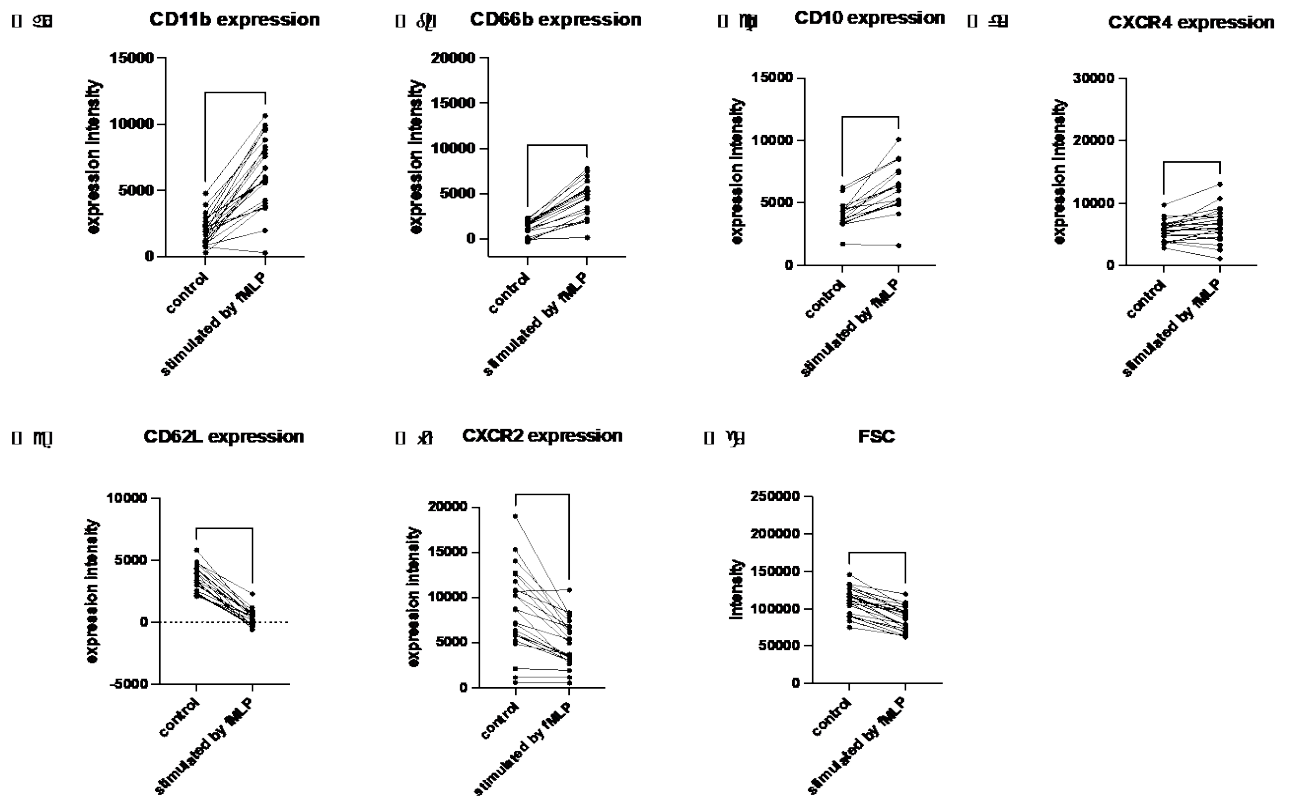 CD11b expression
CD66b expression
CD10 expression
CXCR4 expression
expression intensity
15000
10000
5000
0
control
stimulated by fMLP
expression intensity
20000
15000
10000
5000
0
control
stimulated by fMLP
expression intensity
15000
10000
5000
0
control
stimulated by fMLP
expression intensity
30000
20000
10000
0
control
stimulated by fMLP
CD62L expression
CXCR2 expression
FSC
expression intensity
10000
5000
0
-5000
control
stimulated by fMLP
expression intensity
20000
15000
10000
5000
0
control
stimulated by fMLP
Intensity
250000
200000
150000
100000
50000
0
control
stimulated by fMLP